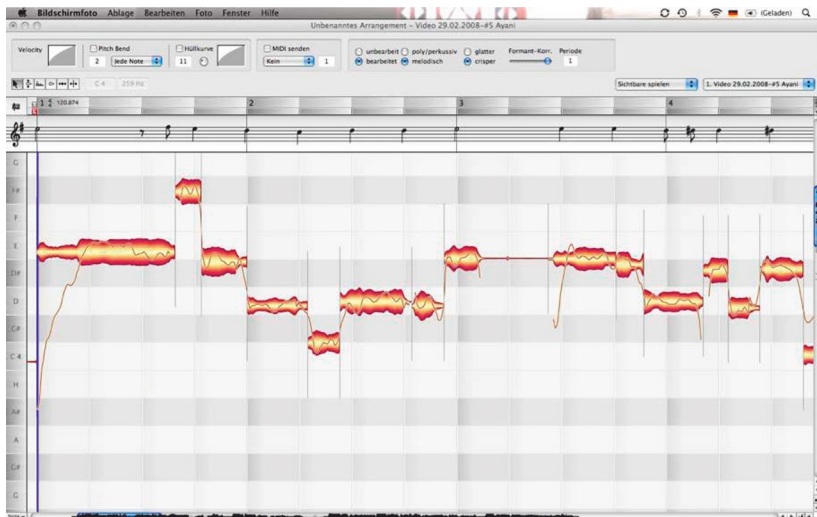 Bildschirmfoto Ablage Bearbeiten Foto Fenster Hilfe (Geladen)
Unbenanntes Arrangement – Video 29.02.2008-#5 Ayani
Velocity Pitch Bend Hüllkurve MIDI senden unbearbeit poly/perkussiv glatter Formant-Korr. Periode
2 Jede Note 11 Kein 1 bearbeitet melodisch crisper 1
C 4 259 Hz Sichtbare spielen 1. Video 29.02.2008-#5 Ayani
1 4 120.874 2 3 4
G
F#
F
E
D#
D
C#
C 4
H
A#
A
G#
G